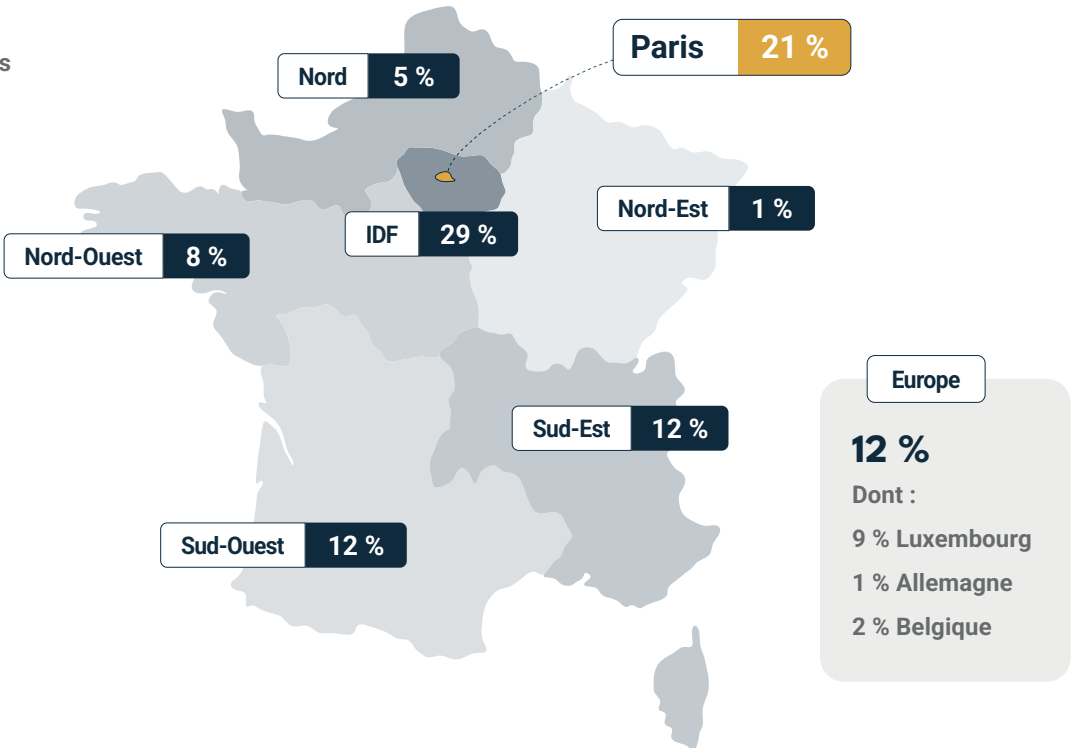 s
Paris 21 %
Nord 5 %
Nord-Est 1 %
IDF 29 %
Nord-Ouest 8 %
Europe
12 %
Dont :
9 % Luxembourg
1 % Allemagne
2 % Belgique
Sud-Est 12 %
Sud-Ouest 12 %